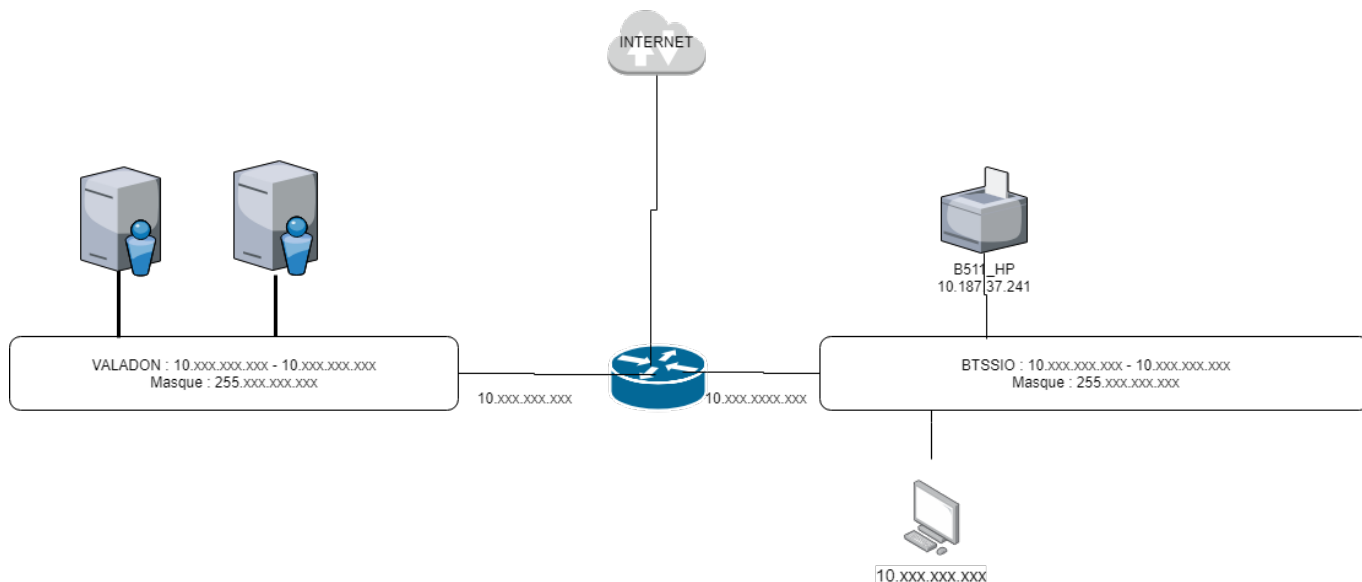 INTERNET
B511_HP
10.187.37.241
VALADON : 10.xxx.xxx.xxx - 10.xxx.xxx.xxx
Masque : 255.xxx.xxx.xxx
BTSSIO : 10.xxx.xxx.xxx - 10.xxx.xxx.xxx
Masque : 255.xxx.xxx.xxx
10.xxx.xxx.xxx
10.xxx.xxxx.xxx
10.xxx.xxx.xxx